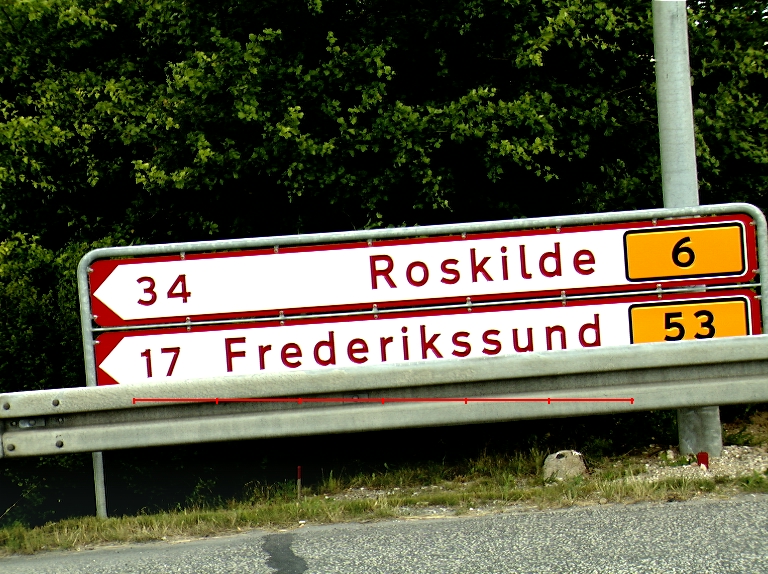 34 Roskilde 6
17 Frederikssund 53